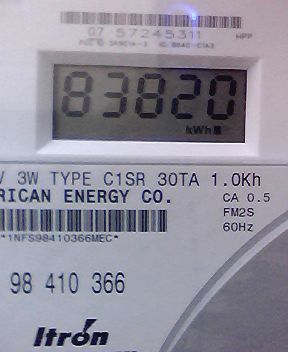 07 57245311
HPP
83820
kWh
V 3W TYPE C1SR 30TA 1.0Kh
RICAN ENERGY CO.
CA 0.5
FM2S
60Hz
*1NFS98410366MEC*
98 410 366
Itron